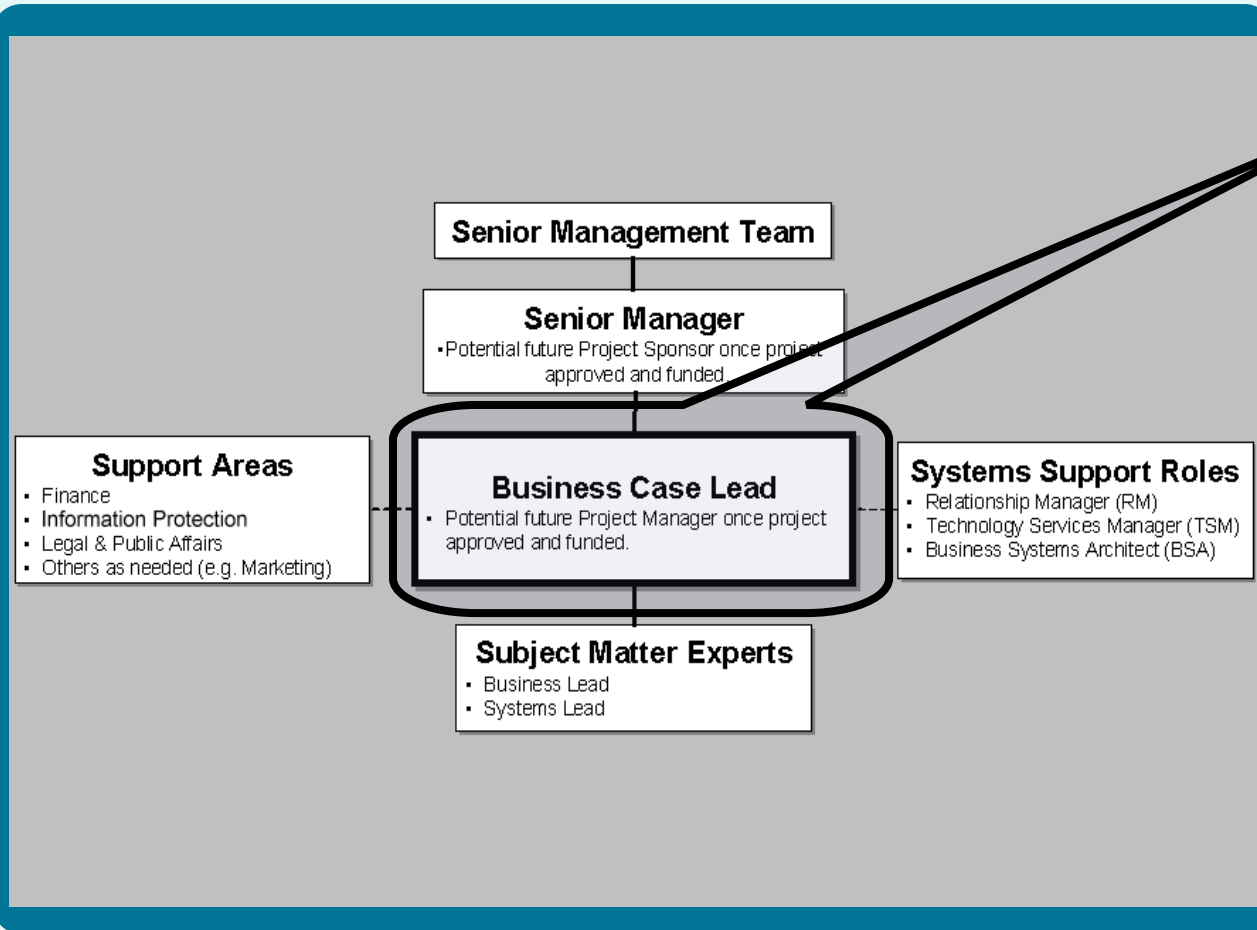 Senior Management Team
Senior Manager
▪Potential future Project Sponsor once project
approved and funded.
Support Areas
▪ Finance
▪ Information Protection
▪ Legal & Public Affairs
▪ Others as needed (e.g. Marketing)
Business Case Lead
▪ Potential future Project Manager once project
approved and funded.
Systems Support Roles
▪ Relationship Manager (RM)
▪ Technology Services Manager (TSM)
▪ Business Systems Architect (BSA)
Subject Matter Experts
▪ Business Lead
▪ Systems Lead